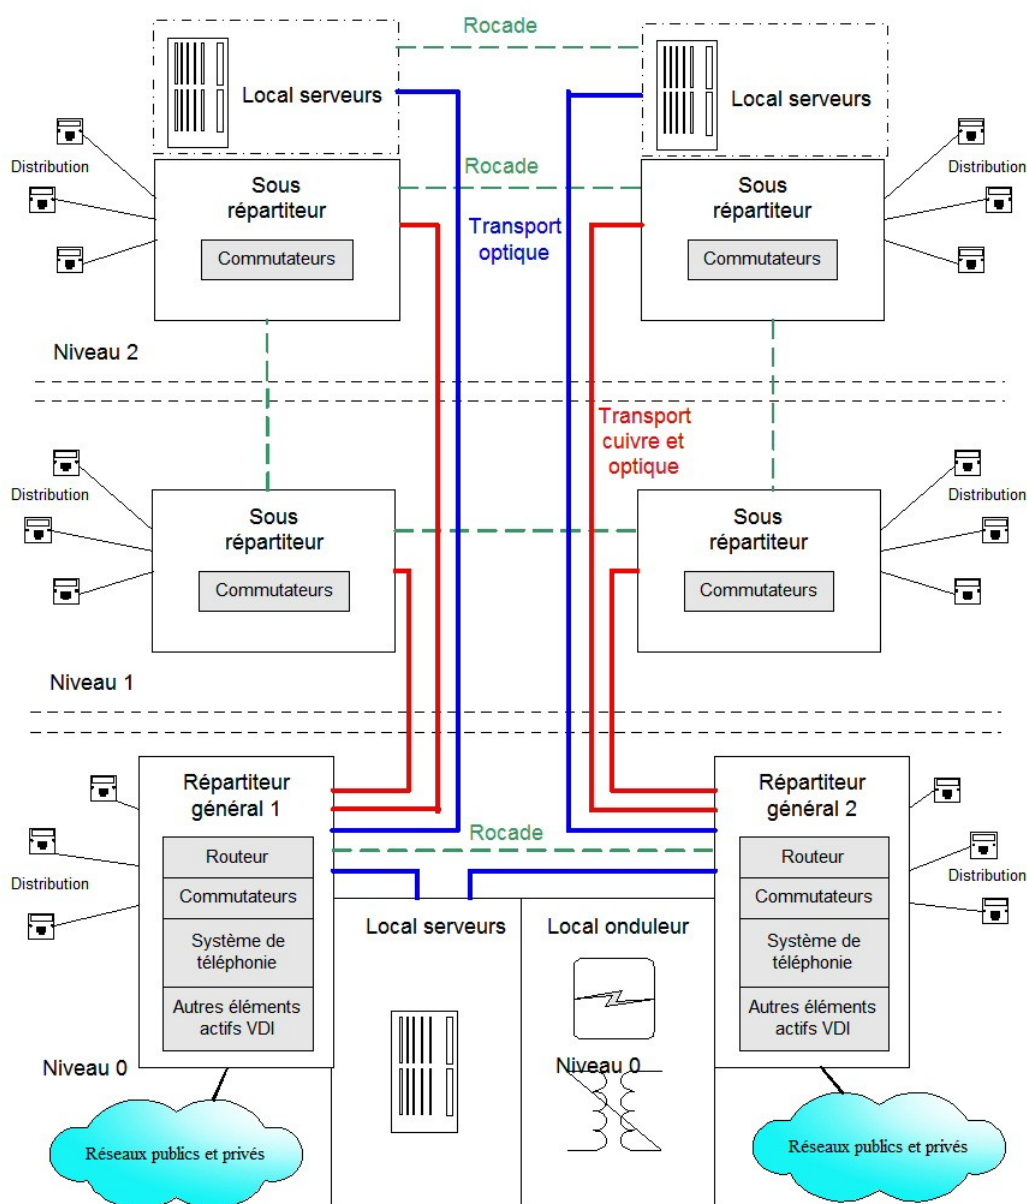 Rocade
Local serveurs
Local serveurs
Distribution
Distribution
Rocade
Sous
répartiteur
Commutateurs
Transport
optique
Sous
répartiteur
Commutateurs
Niveau 2
Transport
cuivre et
optique
Distribution
Distribution
Sous
répartiteur
Commutateurs
Sous
répartiteur
Commutateurs
Niveau 1
Répartiteur
général 1
Routeur
Commutateurs
Système de
téléphonie
Autres éléments
actifs VDI
Distribution
Rocade
Répartiteur
général 2
Routeur
Commutateurs
Système de
téléphonie
Autres éléments
actifs VDI
Distribution
Local serveurs
Local onduleur
Niveau 0
Niveau 0
Réseaux publics et privés
Réseaux publics et privés